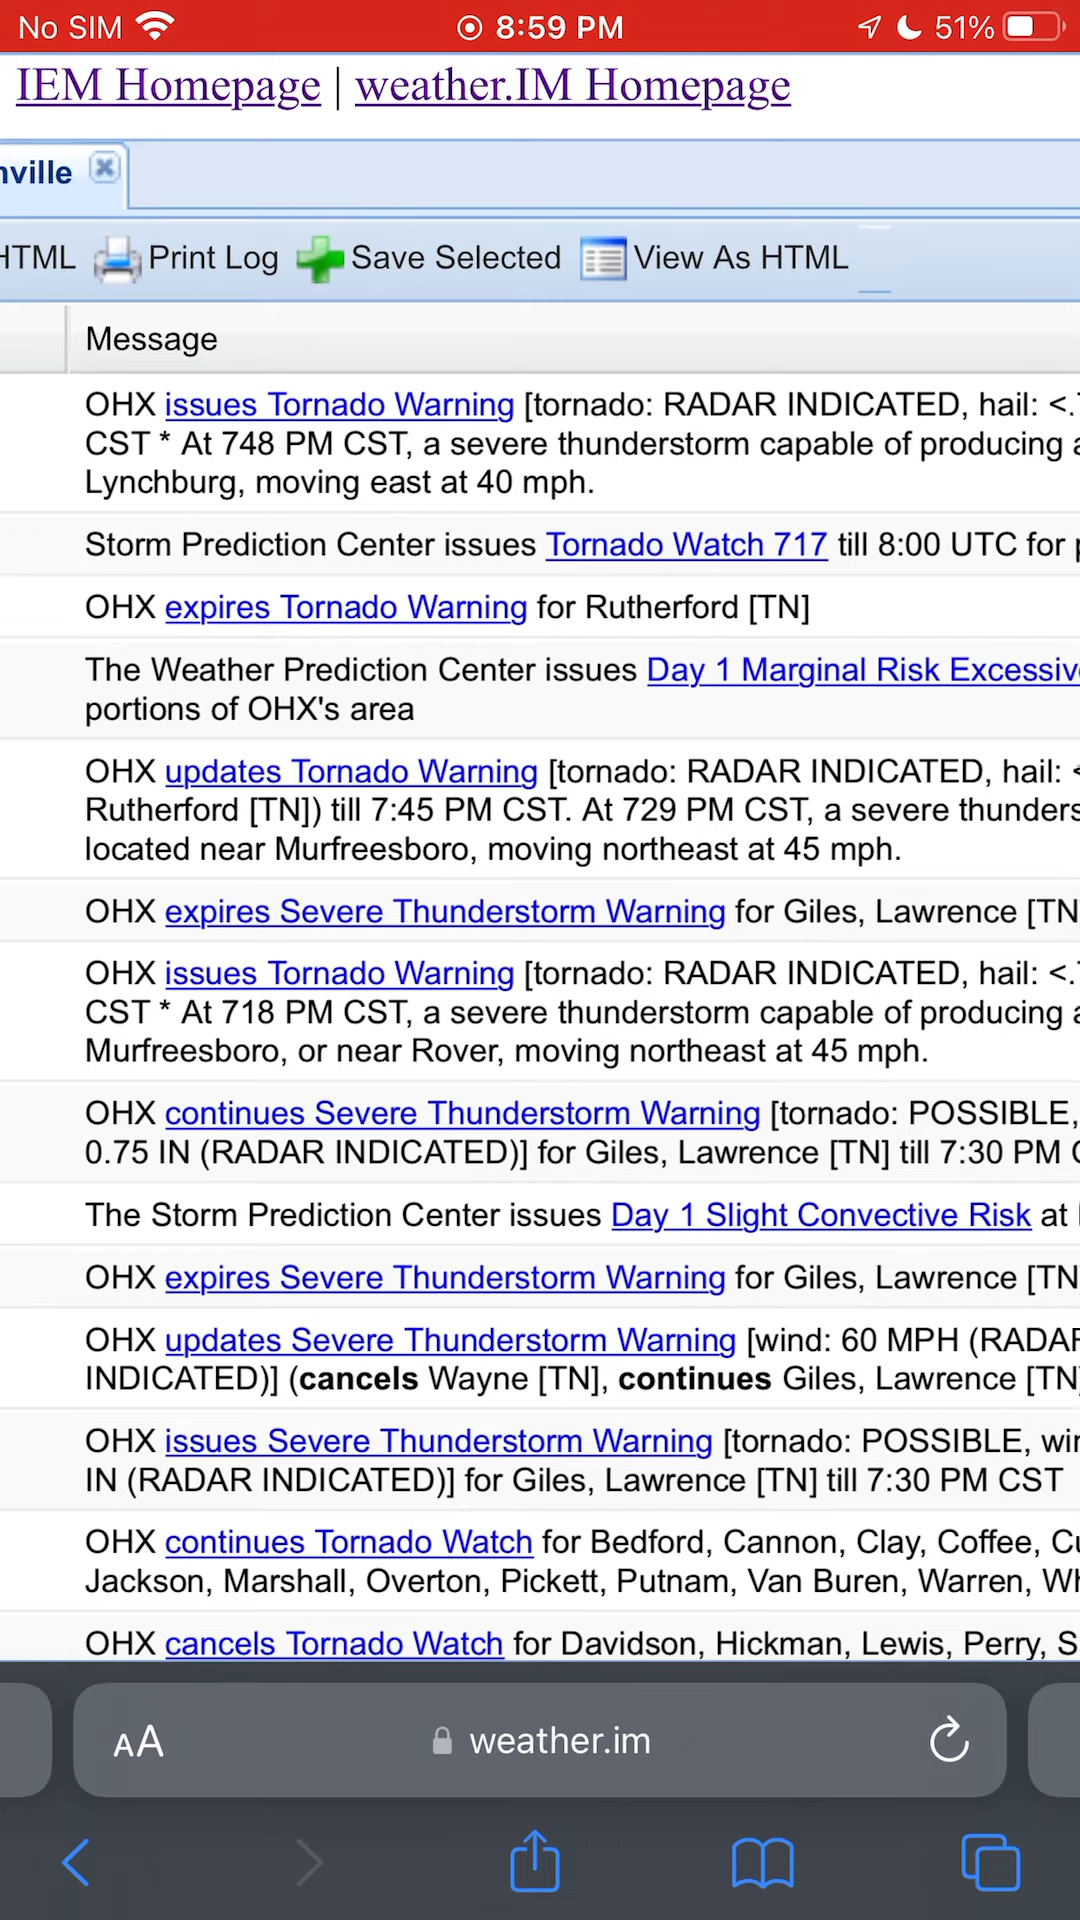 No SIM 8:59 PM 51%
IEM Homepage | weather.IM Homepage
nville
HTML Print Log Save Selected View As HTML
Message
OHX issues Tornado Warning [tornado: RADAR INDICATED, hail: <.
CST * At 748 PM CST, a severe thunderstorm capable of producing a
Lynchburg, moving east at 40 mph.
Storm Prediction Center issues Tornado Watch 717 till 8:00 UTC for p
OHX expires Tornado Warning for Rutherford [TN]
The Weather Prediction Center issues Day 1 Marginal Risk Excessiv
portions of OHX's area
OHX updates Tornado Warning [tornado: RADAR INDICATED, hail: <
Rutherford [TN]) till 7:45 PM CST. At 729 PM CST, a severe thunders
located near Murfreesboro, moving northeast at 45 mph.
OHX expires Severe Thunderstorm Warning for Giles, Lawrence [TN
OHX issues Tornado Warning [tornado: RADAR INDICATED, hail: <.
CST * At 718 PM CST, a severe thunderstorm capable of producing a
Murfreesboro, or near Rover, moving northeast at 45 mph.
OHX continues Severe Thunderstorm Warning [tornado: POSSIBLE,
0.75 IN (RADAR INDICATED)] for Giles, Lawrence [TN] till 7:30 PM C
The Storm Prediction Center issues Day 1 Slight Convective Risk at
OHX expires Severe Thunderstorm Warning for Giles, Lawrence [TN
OHX updates Severe Thunderstorm Warning [wind: 60 MPH (RADAR
INDICATED)] (cancels Wayne [TN], continues Giles, Lawrence [TN]
OHX issues Severe Thunderstorm Warning [tornado: POSSIBLE, win
IN (RADAR INDICATED)] for Giles, Lawrence [TN] till 7:30 PM CST
OHX continues Tornado Watch for Bedford, Cannon, Clay, Coffee, Cu
Jackson, Marshall, Overton, Pickett, Putnam, Van Buren, Warren, Wh
OHX cancels Tornado Watch for Davidson, Hickman, Lewis, Perry, S
AA weather.im